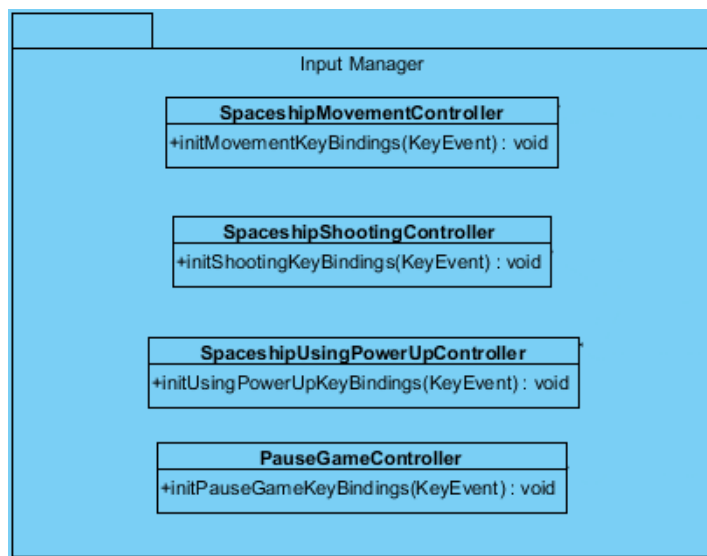 Input Manager
SpaceshipMovementController
+initMovementKeyBindings(KeyEvent) : void
SpaceshipShootingController
+initShootingKeyBindings(KeyEvent) : void
SpaceshipUsingPowerUpController
+initUsingPowerUpKeyBindings(KeyEvent) : void
PauseGameController
+initPauseGameKeyBindings(KeyEvent) : void